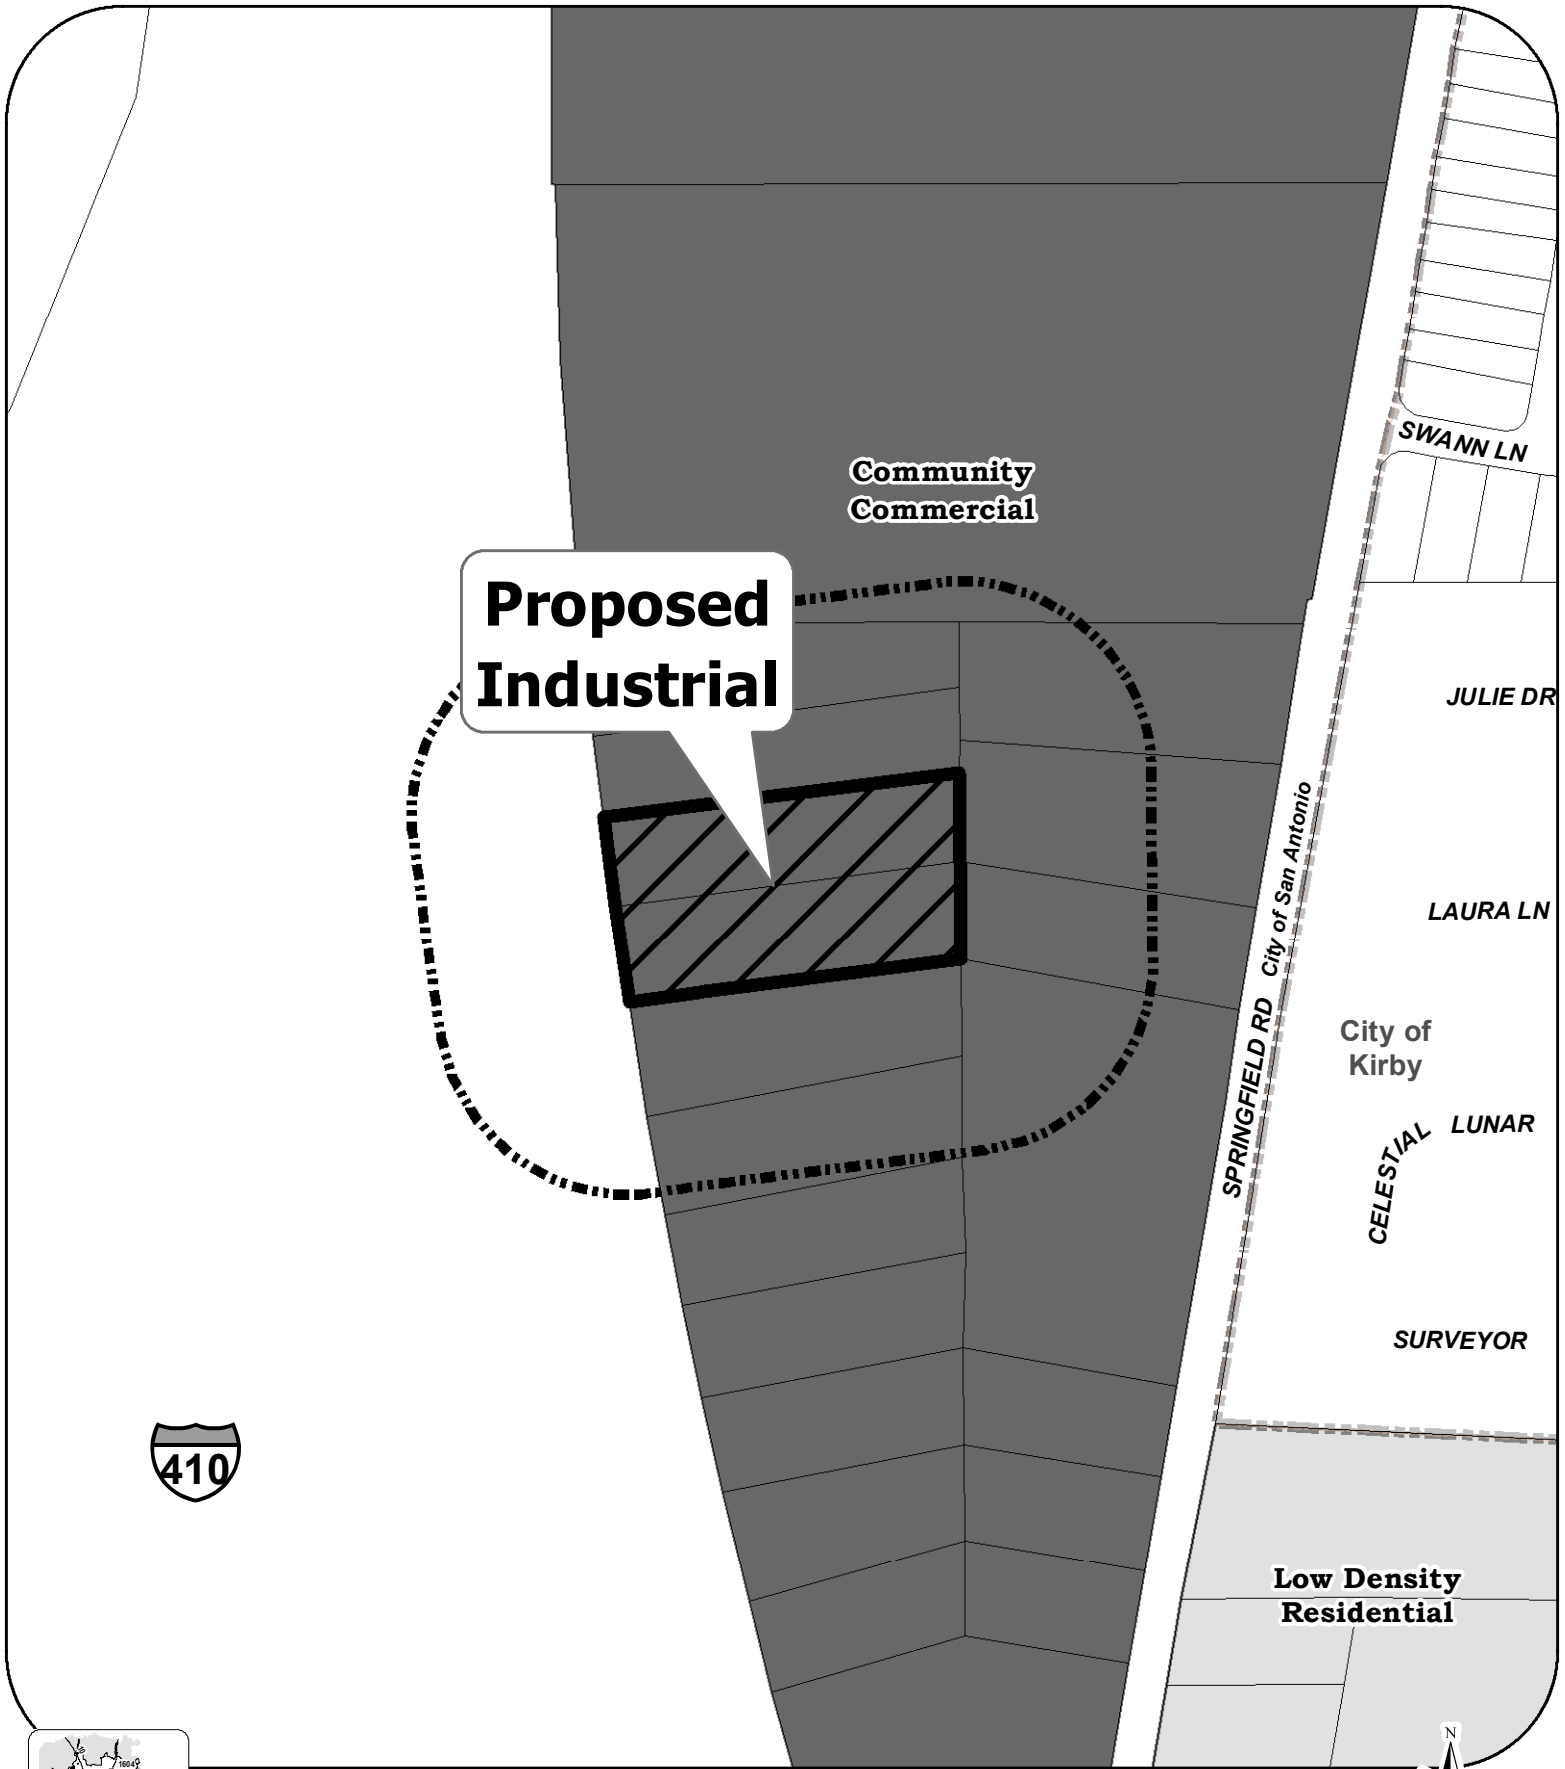 SWANN LN
Community
Commercial
Proposed
Industrial
JULIE DR
City of San Antonio
LAURA LN
SPRINGFIELD RD
City of
Kirby
LUNAR
CELESTIAL
SURVEYOR
410
Low Density
Residential
N
1604